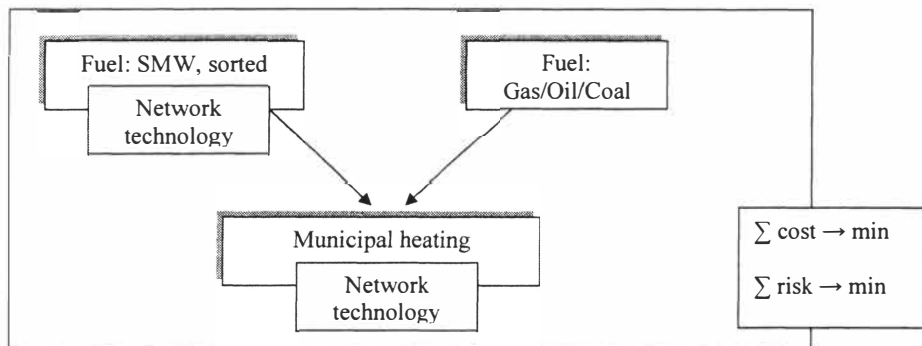 Fuel: SMW, sorted
Network
technology
Fuel:
Gas/Oil/Coal
Municipal heating
Network
technology
∑ cost → min
∑ risk → min